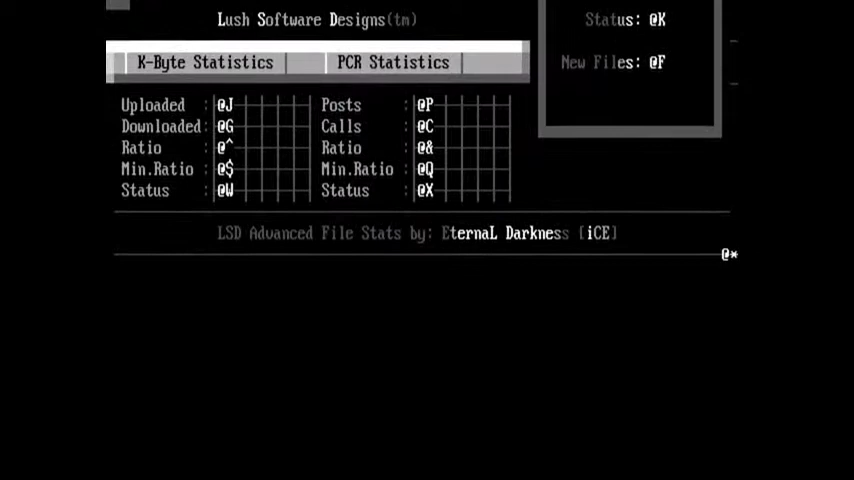 Lush Software Designs(tm)
Status: @K
K-Byte Statistics PCR Statistics
New Files: @F
Uploaded : @J Posts : @P
Downloaded: @G Calls : @C
Ratio : @^ Ratio : @&
Min.Ratio : @$ Min.Ratio : @Q
Status : @W Status : @X
LSD Advanced File Stats by: EternaL Darkness [iCE]
@*